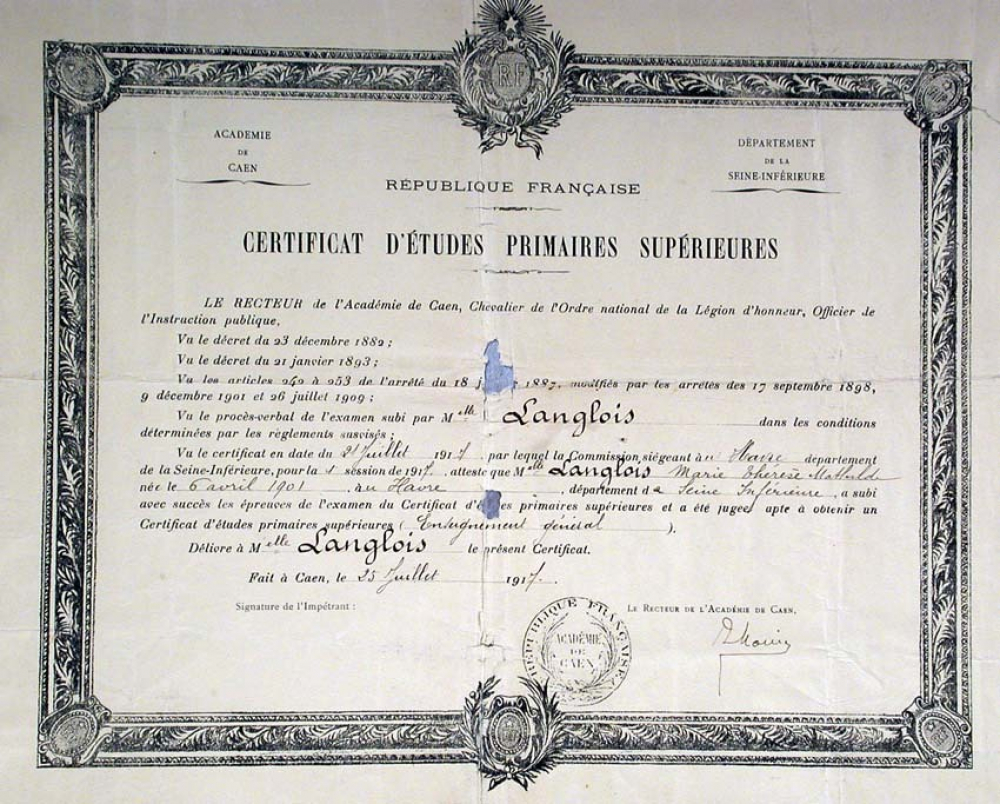 RF
ACADEMIE
DE
CAEN
DÉPARTEMENT
DE LA
SEINE-INFÉRIEURE
RÉPUBLIQUE FRANÇAISE
CERTIFICAT D'ÉTUDES PRIMAIRES SUPÉRIEURES
LE RECTEUR de l'Académie de Caen, Chevalier de l'Ordre national de la Légion d'honneur, Officier de
l'Instruction publique,
Vu le décret du 23 décembre 1882 ;
Vu le décret du 21 janvier 1893 ;
Vu les articles 242 à 253 de l'arrêté du 18 1887, modifiés par les arrêtés des 17 septembre 1898,
9 décembre 1901 et 26 juillet 1909 ;
Vu le procès-verbal de l'examen subi par Melle Langlois dans les conditions
déterminées par les règlements susvisés ;
Vu le certificat en date du 21 Juillet 1917 par lequel la Commission siégeant au Havre département
de la Seine-Inférieure, pour la 1 session de 1917, atteste que Melle Langlois Marie Thérèse Mathilde
née le 6 avril 1901, au Havre, département de Seine Inférieure, a subi
avec succès les épreuves de l'examen du Certificat d'é es primaires supérieures et a été jugée apte à obtenir un
Certificat d'études primaires supérieures ( Enseignement général ).
Délivre à Melle Langlois le présent Certificat.
Fait à Caen, le 25 Juillet 1917.
Signature de l'Impétrant :
LE RECTEUR DE L'ACADÉMIE DE CAEN,
RÉPUBLIQUE FRANÇAISE
ACADÉMIE
DE
CAEN